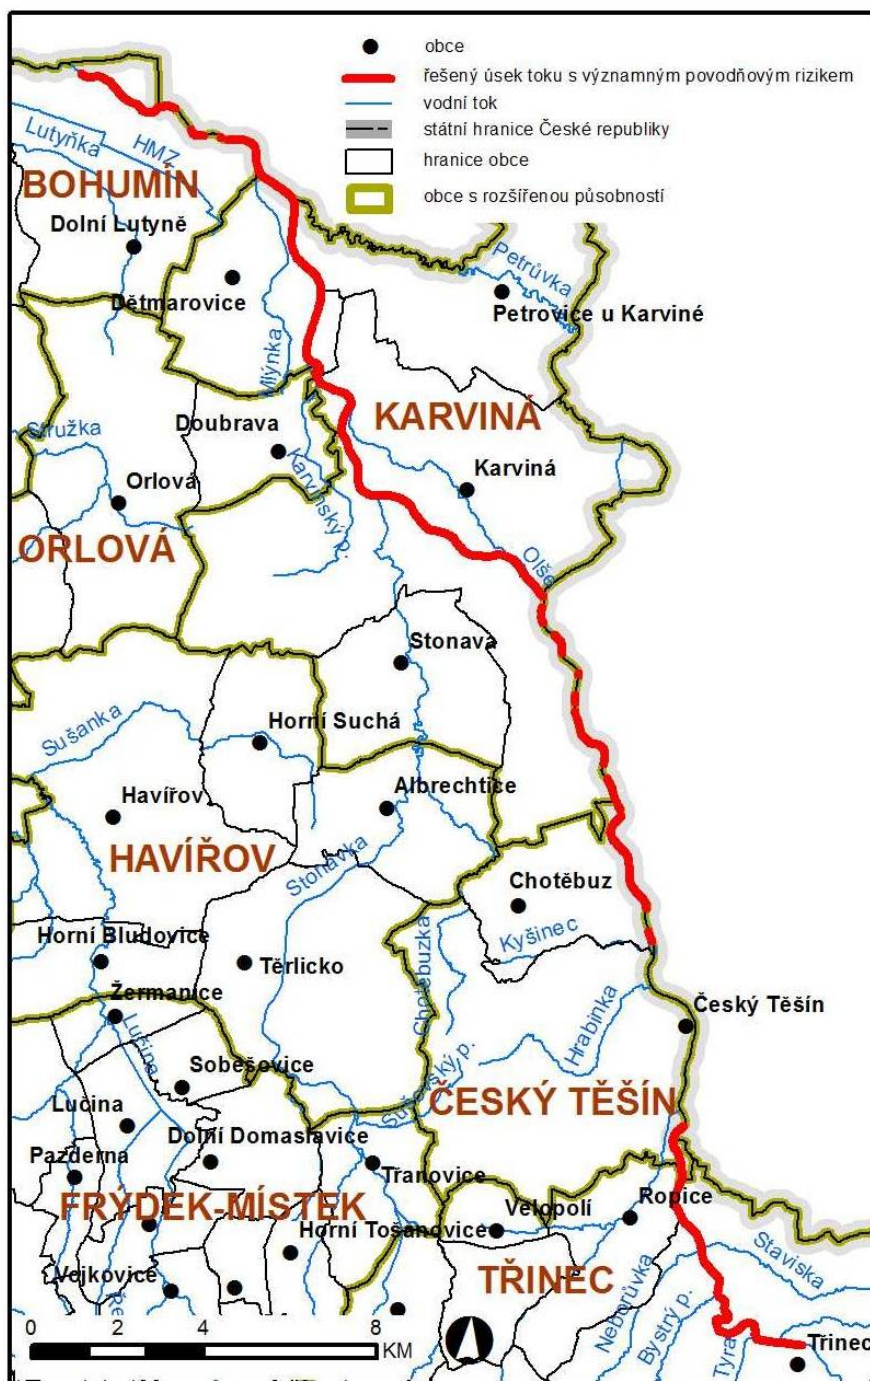 obce
řešený úsek toku s významným povodňovým rizikem
vodní tok
státní hranice České republiky
hranice obce
obce s rozšířenou působností
Lutyňka
HMZ
BOHUMÍN
Dolní Lutyně
Petrůvka
Dětmarovice
Petrovice u Karviné
Mlýnka
KARVINÁ
Doubrava
Stružka
Karviná
Orlová
Karvinský p.
ORLOVÁ
Olše
Stonava
Sušanka
Horní Suchá
Albrechtice
Havířov
HAVÍŘOV
Stonávka
Chotěbuz
Kyšinec
Horní Bludovice
Chotěbuzka
Těrlicko
Žermanice
Hrabinka
Český Těšín
Lučina
Soběšovice
Sušovský p.
ČESKÝ TĚŠÍN
Lučina
Dolní Domaslavice
Pazderna
Třanovice
FRÝDEK-MÍSTEK
Velopolí
Ropice
Horní Tošanovice
Staviska
Vojkovice
TŘINEC
Neborůvka
Bystrý p.
Tyra
Třinec
0
2
4
8
KM